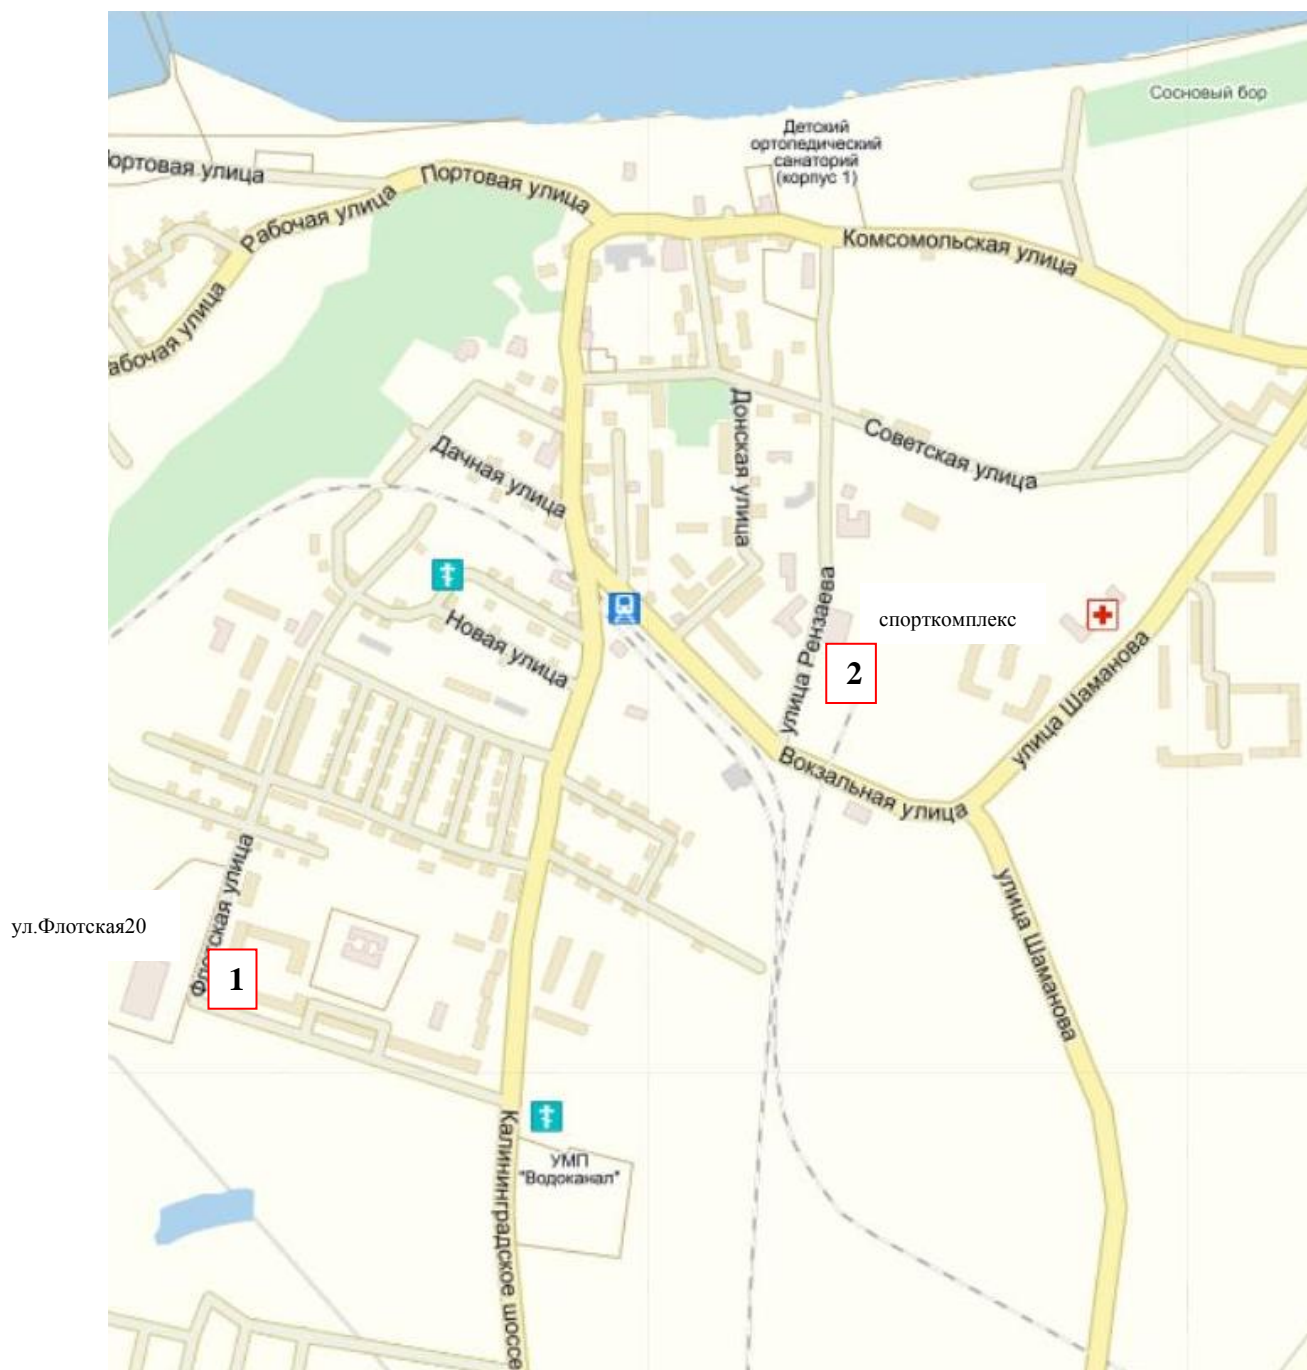 Сосновый бор
Детский
ортопедический
санаторий
(корпус 1)
ортовая улица
Портовая улица
Рабочая улица
Комсомольская улица
абочая улица
Дачная улица
Донская улица
Советская улица
Новая улица
улица Рензаева
спорткомплекс
2
улица Шаманова
Вокзальная улица
улица Шаманова
ул.Флотская20
Флотская улица
1
Калининградское шоссе
УМП
"Водоканал"